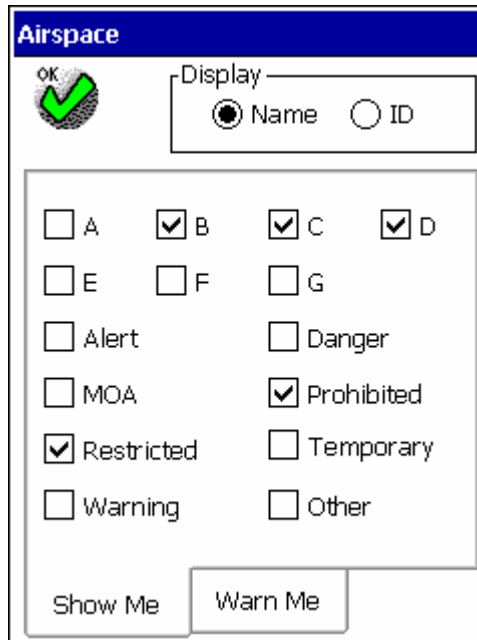 Airspace
OK
Display
Name ID
A B C D
E F G
Alert Danger
MOA Prohibited
Restricted Temporary
Warning Other
Show Me Warn Me